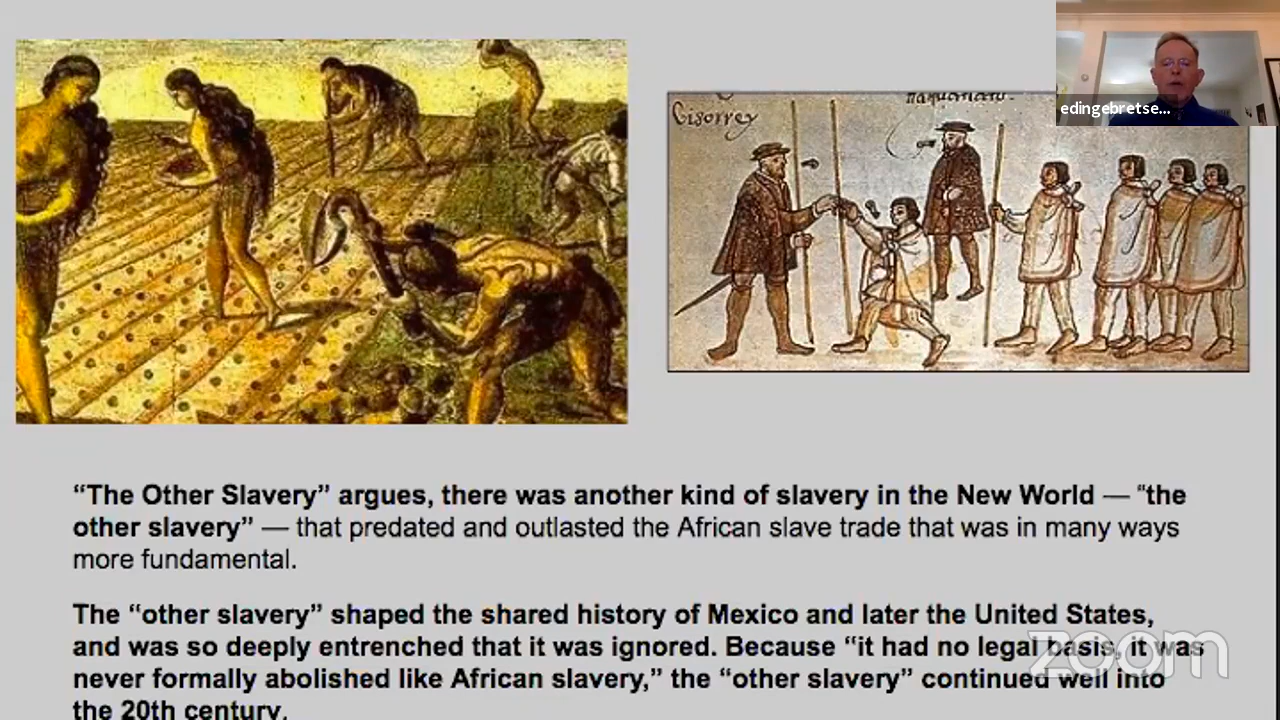 edingebretse...
Cisorrey
“The Other Slavery” argues, there was another kind of slavery in the New World — “the
other slavery” — that predated and outlasted the African slave trade that was in many ways
more fundamental.
The “other slavery” shaped the shared history of Mexico and later the United States,
and was so deeply entrenched that it was ignored. Because “it had no legal basis, it was
never formally abolished like African slavery,” the “other slavery” continued well into
the 20th century.
zoom